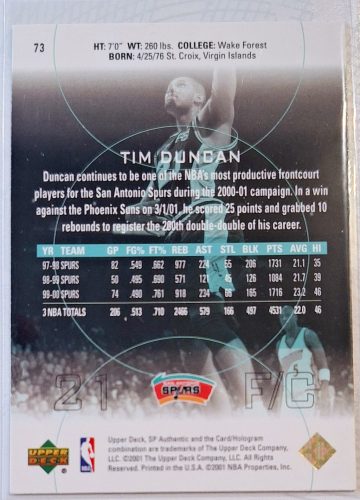 73
HT: 7'0" WT: 260 lbs. COLLEGE: Wake Forest
BORN: 4/25/76 St. Croix, Virgin Islands
TIM DUNCAN
Duncan continues to be one of the NBA's most productive frontcourt
players for the San Antonio Spurs during the 2000-01 campaign. In a win
against the Phoenix Suns on 3/1/01, he scored 25 points and grabbed 10
rebounds to register the 200th double-double of his career.
YR TEAM GP FG% FT% REB AST STL BLK PTS AVG HI
97-98 SPURS 82 .549 .662 977 224 55 206 1731 21.1 35
98-99 SPURS 50 .495 .690 571 121 45 126 1084 21.7 39
99-00 SPURS 74 .490 .761 918 234 66 165 1716 23.2 46
3 NBA TOTALS 206 .513 .710 2466 579 166 497 4531 22.0 46
21 SPURS F/C
UPPER DECK
NBA
Upper Deck, SP Authentic and the Card/Hologram
combination are trademarks of The Upper Deck Company,
LLC. ©2001 The Upper Deck Company, LLC. All Rights
Reserved. Printed in the U.S.A. ©2001 NBA Properties, Inc.